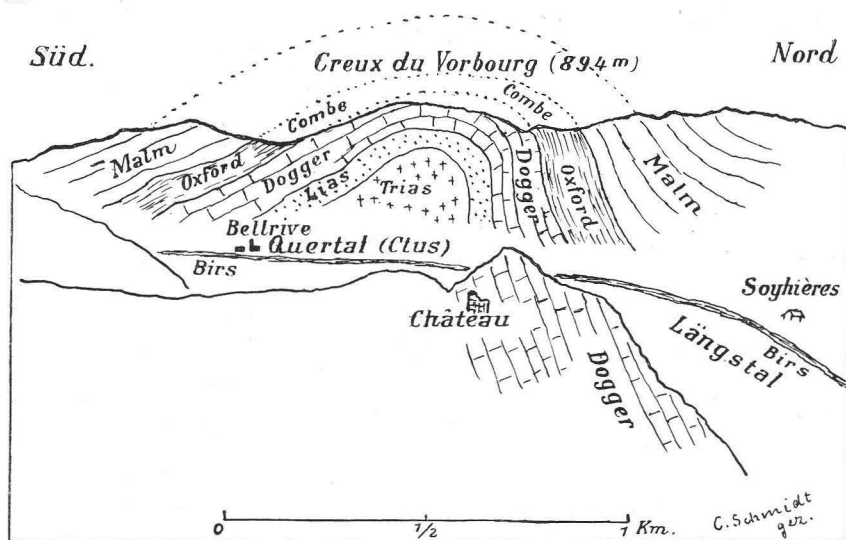 Süd.
Nord
Creux du Vorbourg (894 m)
Combe
Combe
Malm
Oxford
Dogger
Lias
Trias
Dogger
Oxford
Malm
Bellrive
Quertal (Clus)
Birs
Château
Soyhières
Längstal
Birs
Dogger
0
1/2
1 Km.
C. Schmidt
gez.